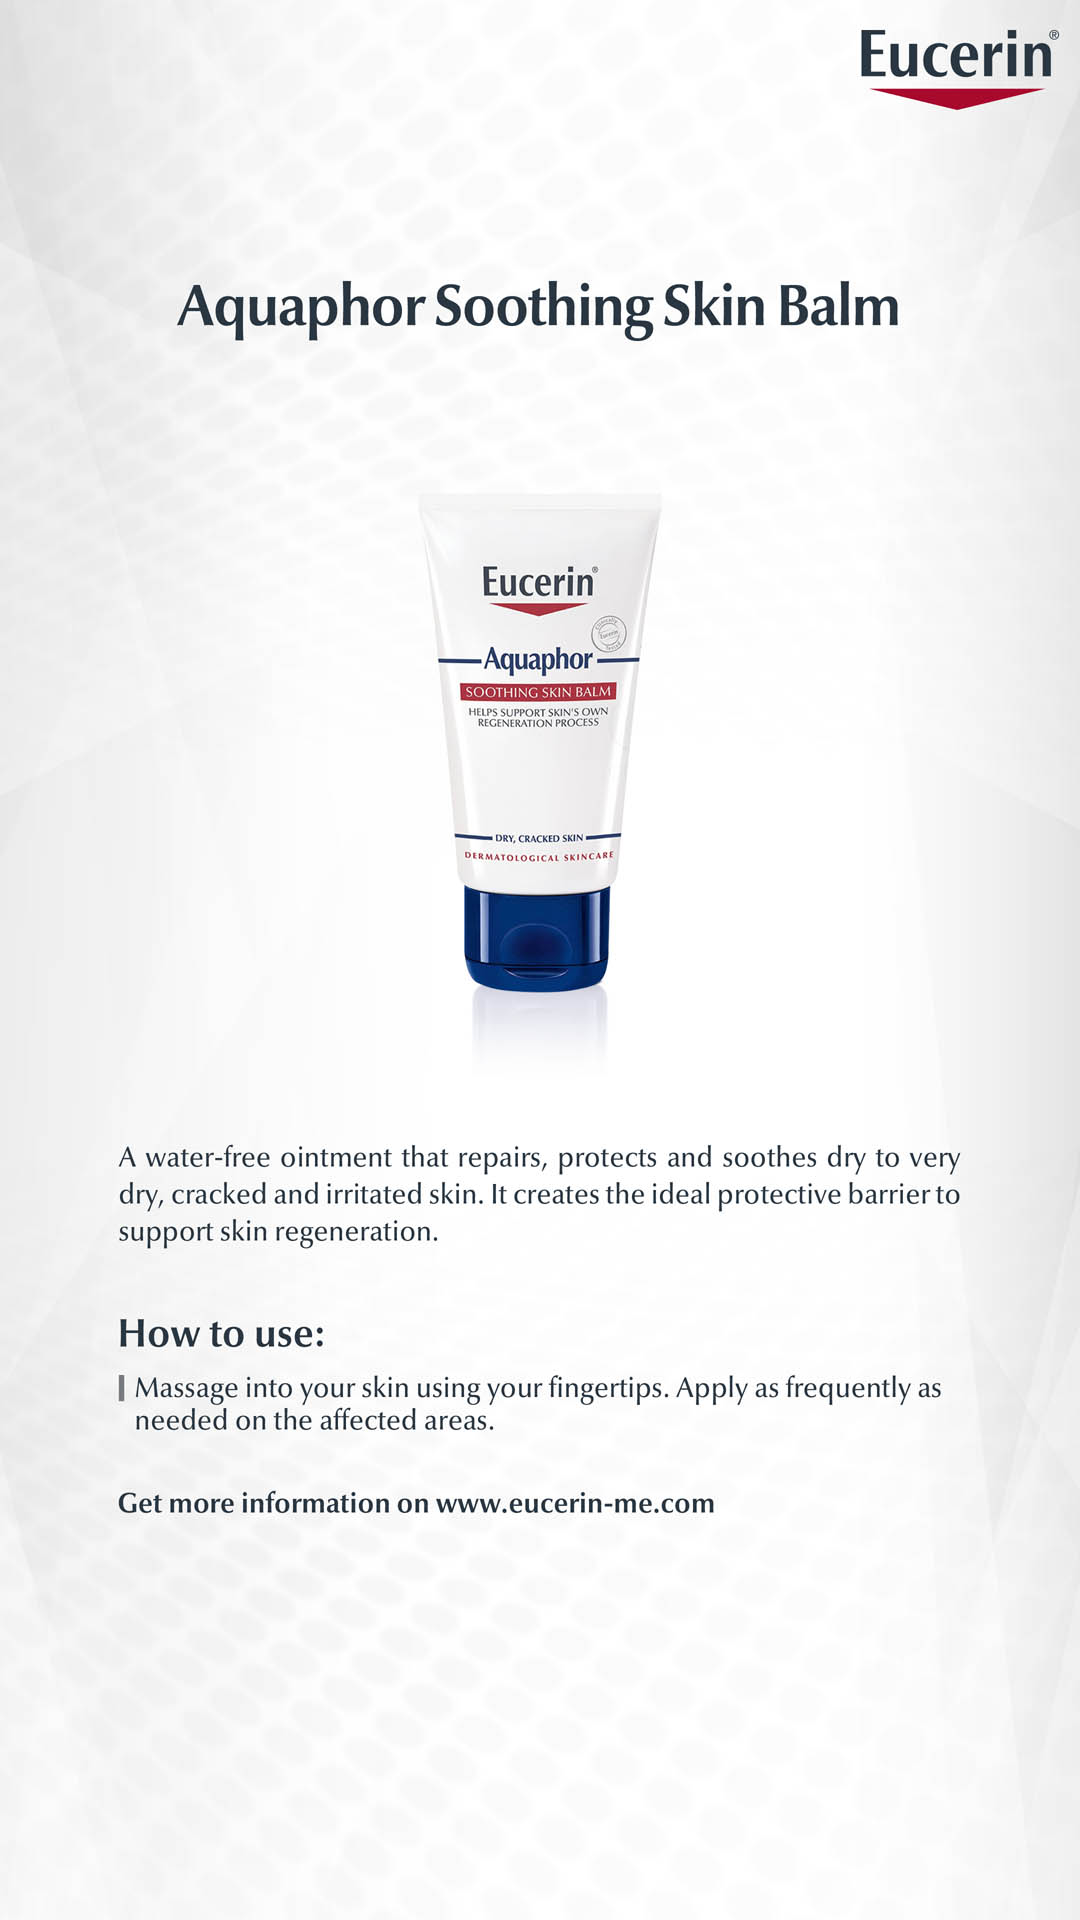 Eucerin®
Aquaphor Soothing Skin Balm
Eucerin®
Clinically
Eucerin
Tested
Aquaphor
SOOTHING SKIN BALM
HELPS SUPPORT SKIN'S OWN
REGENERATION PROCESS
DRY, CRACKED SKIN
DERMATOLOGICAL SKINCARE
A water-free ointment that repairs, protects and soothes dry to very
dry, cracked and irritated skin. It creates the ideal protective barrier to
support skin regeneration.
How to use:
Massage into your skin using your fingertips. Apply as frequently as
needed on the affected areas.
Get more information on www.eucerin-me.com